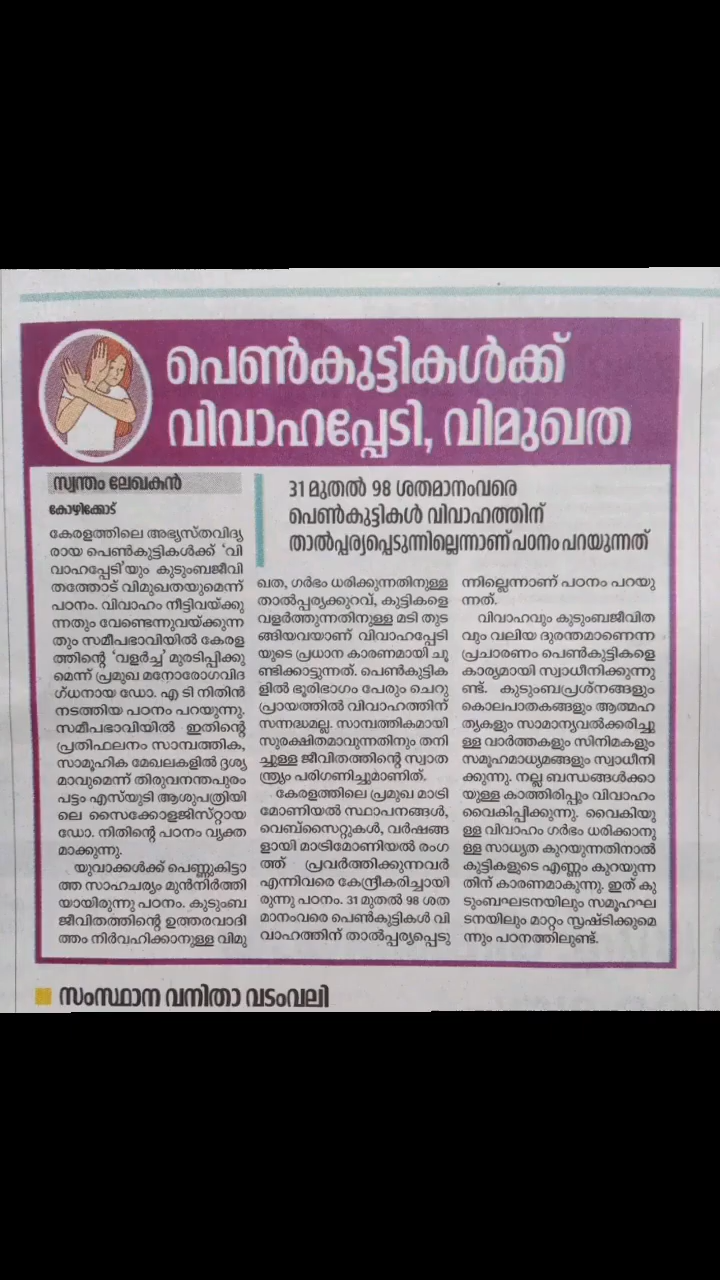 പെൺകുട്ടികൾക്ക്
വിവാഹപ്പേടി, വിമുഖത
സ്വന്തം ലേഖകൻ
കോഴിക്കോട്
31 മുതൽ 98 ശതമാനംവരെ
പെൺകുട്ടികൾ വിവാഹത്തിന്
താൽപ്പര്യപ്പെടുന്നില്ലെന്നാണ് പഠനം പറയുന്നത്
കേരളത്തിലെ അഭ്യസ്തവിദ്യ
രായ പെൺകുട്ടികൾക്ക് ‘വി
വാഹപ്പേടി’യും കുടുംബജീവി
തത്തോട് വിമുഖതയുമെന്ന്
പഠനം. വിവാഹം നീട്ടിവയ്ക്കു
ന്നതും വേണ്ടെന്നുവയ്ക്കുന്ന
തും സമീപഭാവിയിൽ കേരള
ത്തിന്റെ ‘വളർച്ച’ മുരടിപ്പിക്കു
മെന്ന് പ്രമുഖ മനോരോഗവിദ
ഗ്ധനായ ഡോ. എ ടി നിതിൻ
നടത്തിയ പഠനം പറയുന്നു.
സമീപഭാവിയിൽ ഇതിന്റെ
പ്രതിഫലനം സാമ്പത്തിക,
സാമൂഹിക മേഖലകളിൽ ദൃശ്യ
മാവുമെന്ന് തിരുവനന്തപുരം
പട്ടം എസ്‌യുടി ആശുപത്രിയി
ലെ സൈക്കോളജിസ്റ്റായ
ഡോ. നിതിന്റെ പഠനം വ്യക്ത
മാക്കുന്നു.
യുവാക്കൾക്ക് പെണ്ണുകിട്ടാ
ത്ത സാഹചര്യം മുൻനിർത്തി
യായിരുന്നു പഠനം. കുടുംബ
ജീവിതത്തിന്റെ ഉത്തരവാദി
ത്തം നിർവഹിക്കാനുള്ള വിമു
ഖത, ഗർഭം ധരിക്കുന്നതിനുള്ള
താൽപ്പര്യക്കുറവ്, കുട്ടികളെ
വളർത്തുന്നതിനുള്ള മടി തുട
ങ്ങിയവയാണ് വിവാഹപ്പേടി
യുടെ പ്രധാന കാരണമായി ചൂ
ണ്ടിക്കാട്ടുന്നത്. പെൺകുട്ടിക
ളിൽ ഭൂരിഭാഗം പേരും ചെറു
പ്രായത്തിൽ വിവാഹത്തിന്
സന്നദ്ധമല്ല. സാമ്പത്തികമായി
സുരക്ഷിതമാവുന്നതിനും തനി
ച്ചുള്ള ജീവിതത്തിന്റെ സ്വാത
ന്ത്ര്യം പരിഗണിച്ചുമാണിത്.
കേരളത്തിലെ പ്രമുഖ മാട്രി
മോണിയൽ സ്ഥാപനങ്ങൾ,
വെബ്സൈറ്റുകൾ, വർഷങ്ങ
ളായി മാട്രിമോണിയൽ രംഗ
ത്ത് പ്രവർത്തിക്കുന്നവർ
എന്നിവരെ കേന്ദ്രീകരിച്ചായി
രുന്നു പഠനം. 31 മുതൽ 98 ശത
മാനംവരെ പെൺകുട്ടികൾ വി
വാഹത്തിന് താൽപ്പര്യപ്പെടു
ന്നില്ലെന്നാണ് പഠനം പറയു
ന്നത്.
വിവാഹവും കുടുംബജീവിത
വും വലിയ ദുരന്തമാണെന്ന
പ്രചാരണം പെൺകുട്ടികളെ
കാര്യമായി സ്വാധീനിക്കുന്നു
ണ്ട്. കുടുംബപ്രശ്നങ്ങളും
കൊലപാതകങ്ങളും ആത്മഹ
ത്യകളും സാമാന്യവൽക്കരിച്ചു
ള്ള വാർത്തകളും സിനിമകളും
സമൂഹമാധ്യമങ്ങളും സ്വാധീനി
ക്കുന്നു. നല്ല ബന്ധങ്ങൾക്കാ
യുള്ള കാത്തിരിപ്പും വിവാഹം
വൈകിപ്പിക്കുന്നു. വൈകിയു
ള്ള വിവാഹം ഗർഭം ധരിക്കാനു
ള്ള സാധ്യത കുറയുന്നതിനാൽ
കുട്ടികളുടെ എണ്ണം കുറയുന്ന
തിന് കാരണമാകുന്നു. ഇത് കു
ടുംബഘടനയിലും സമൂഹഘ
ടനയിലും മാറ്റം സൃഷ്ടിക്കുമെ
ന്നും പഠനത്തിലുണ്ട്.
സംസ്ഥാന വനിതാ വടംവലി